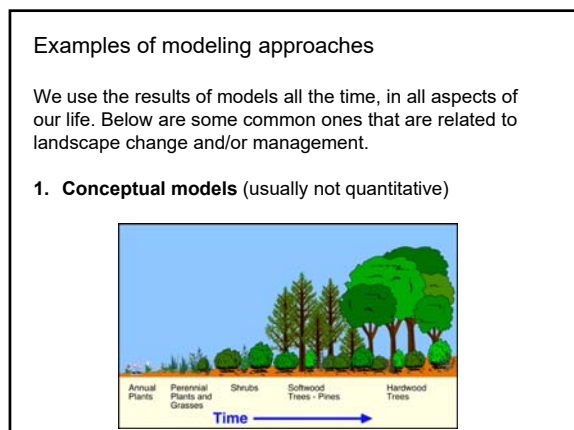 Examples of modeling approaches
We use the results of models all the time, in all aspects of
our life. Below are some common ones that are related to
landscape change and/or management.
1. Conceptual models (usually not quantitative)
Annual
Plants
Perennial
Plants and
Grasses
Shrubs
Softwood
Trees - Pines
Hardwood
Trees
Time